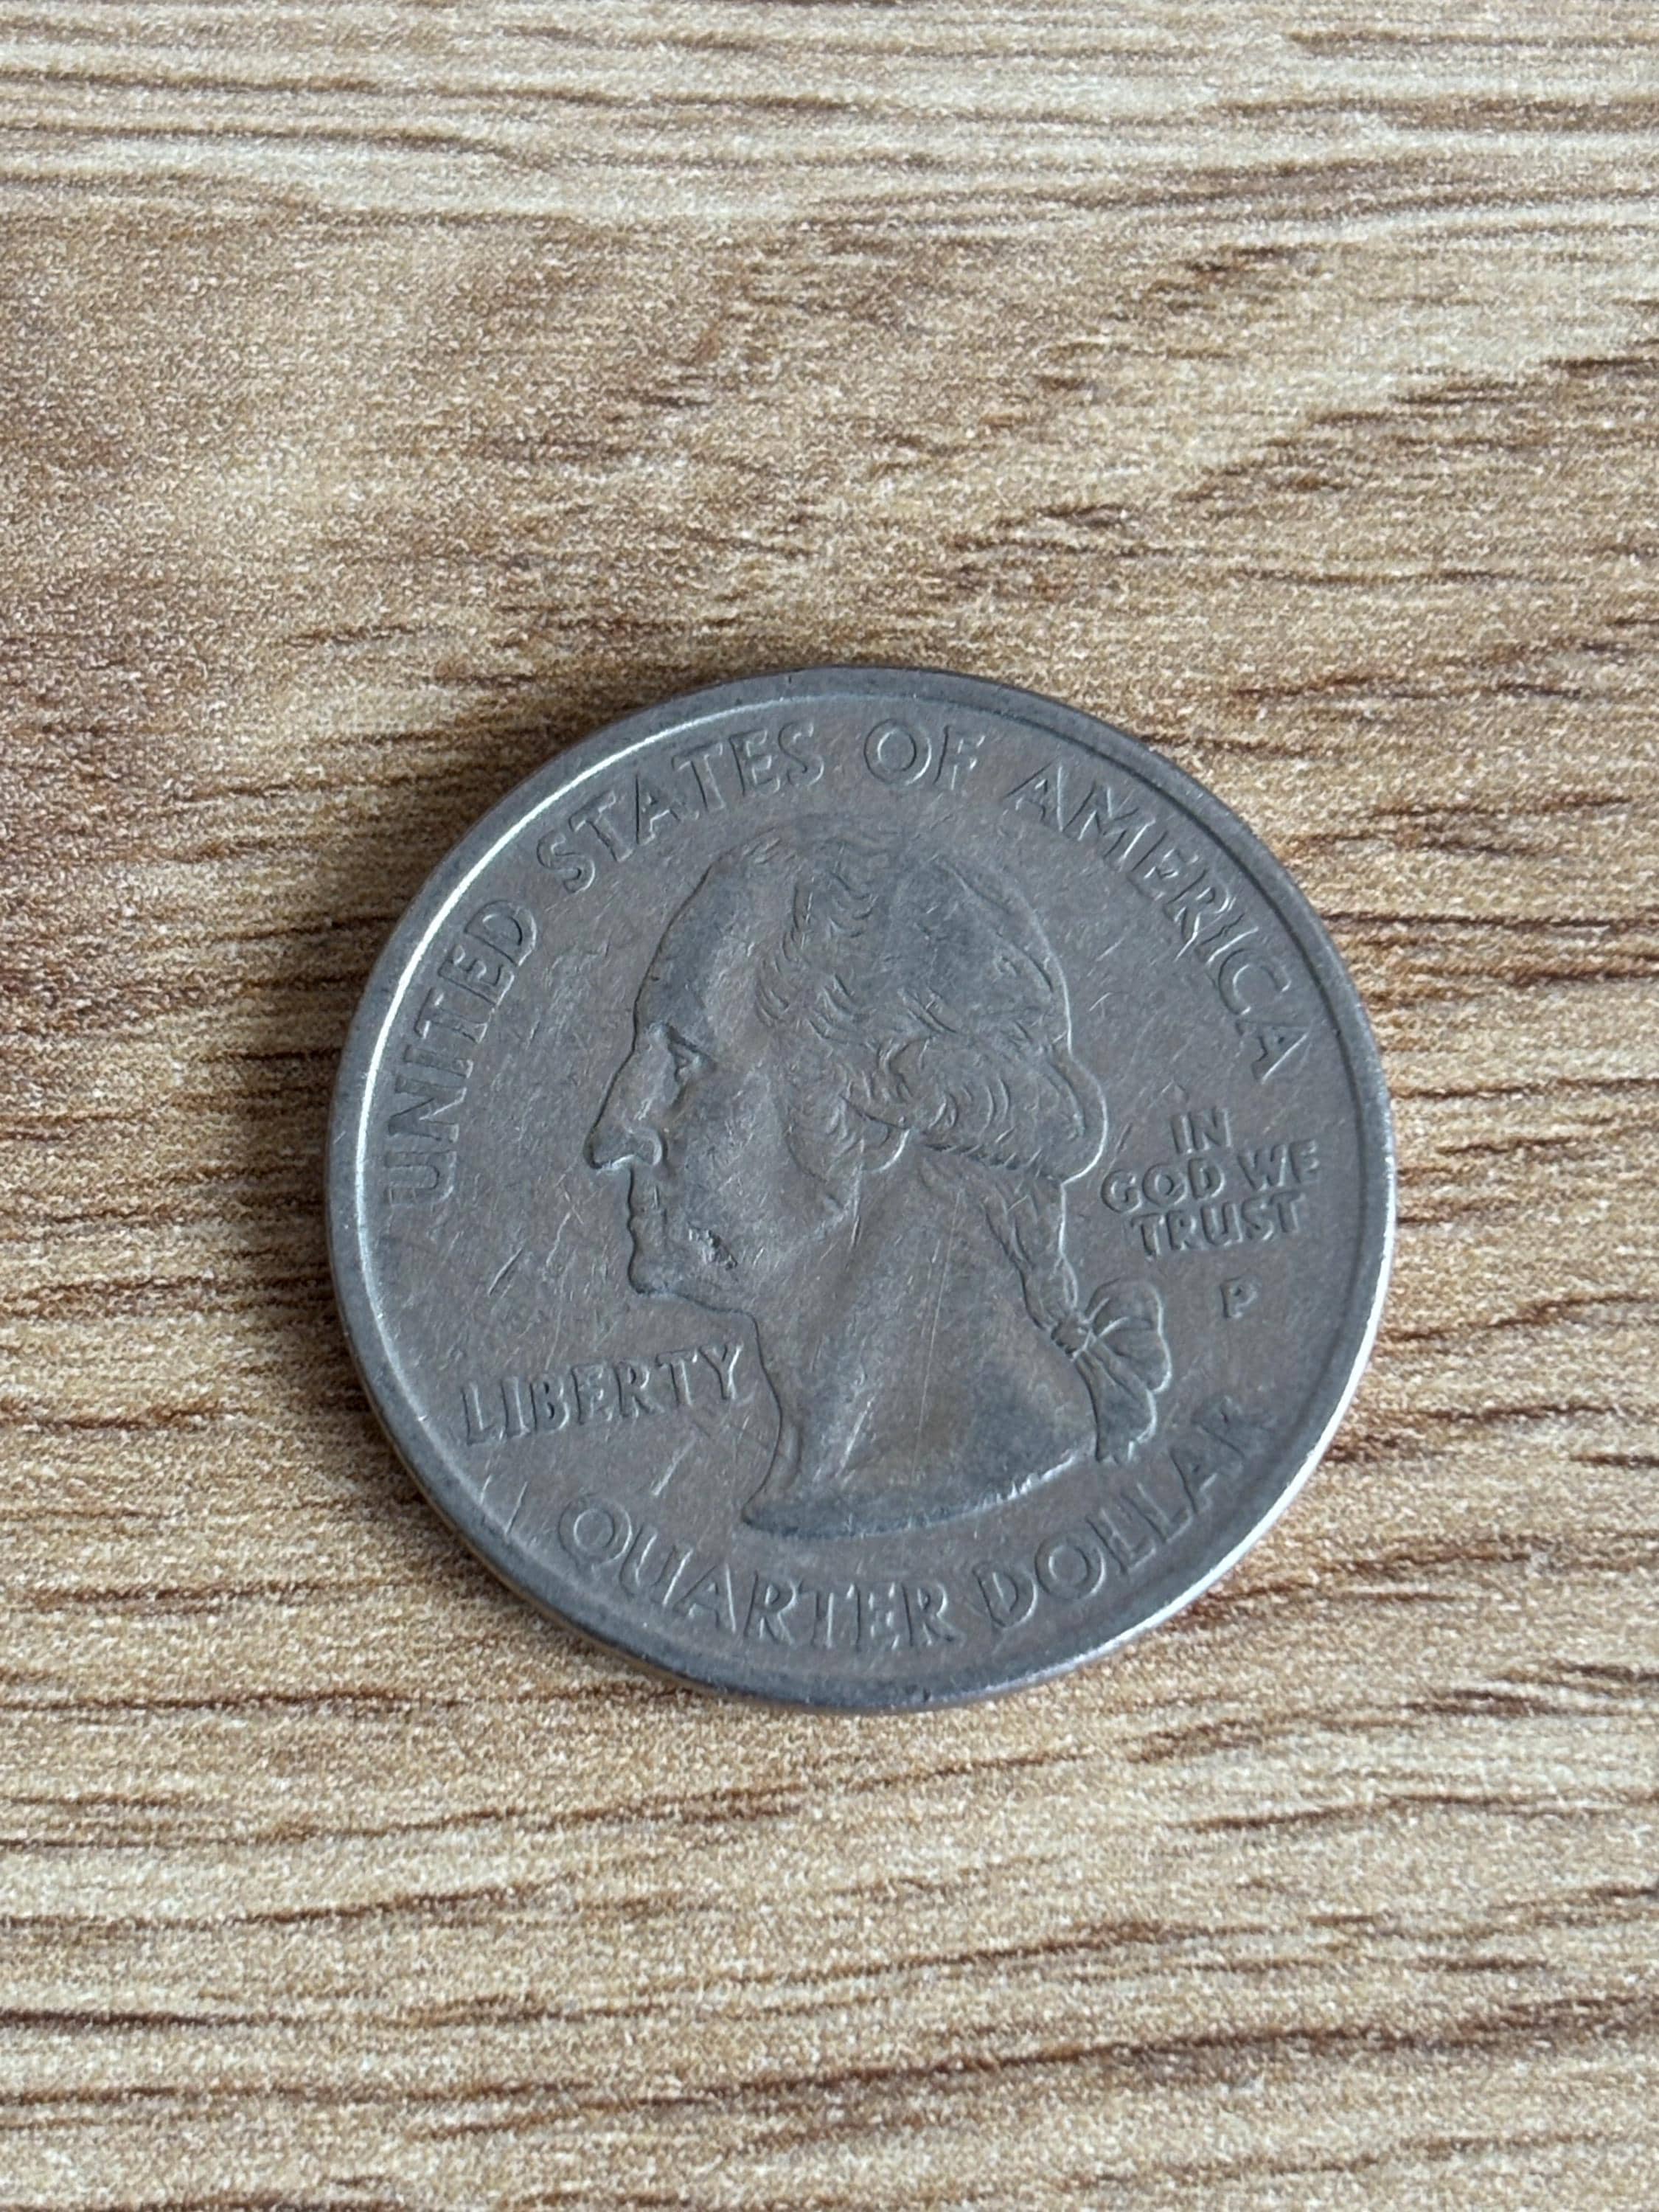 UNITED STATES OF AMERICA
IN
GOD WE
TRUST
P
LIBERTY
QUARTER DOLLAR